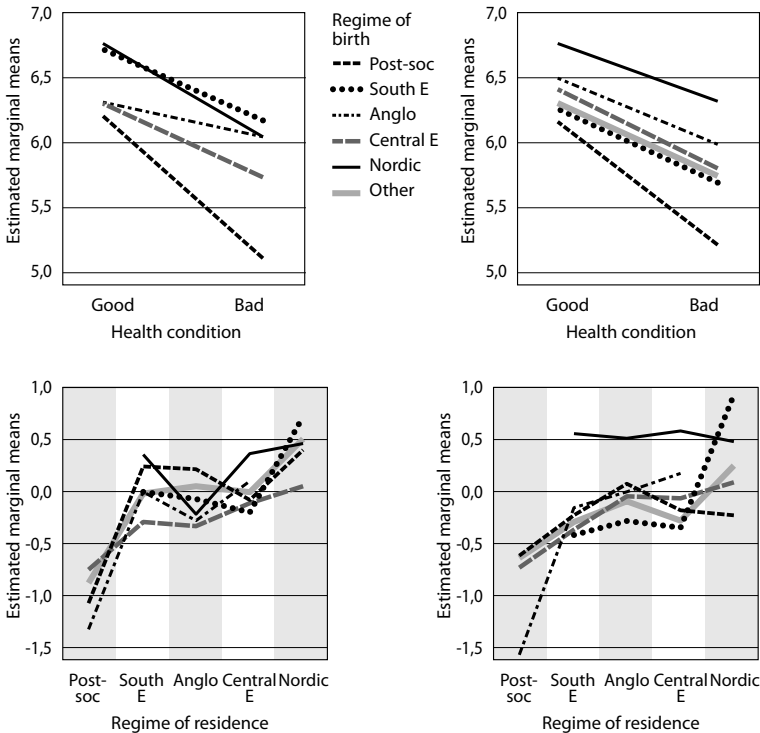 Estimated marginal means
7,0
6,5
6,0
5,5
5,0
Good
Bad
Health condition
Regime of
birth
Post-soc
South E
Anglo
Central E
Nordic
Other
Estimated marginal means
7,0
6,5
6,0
5,5
5,0
Good
Bad
Health condition
Estimated marginal means
1,0
0,5
0,0
-0,5
-1,0
-1,5
Post-
soc
South
E
Anglo
Central
E
Nordic
Regime of residence
Estimated marginal means
1,0
0,5
0,0
-0,5
-1,0
-1,5
Post-
soc
South
E
Anglo
Central
E
Nordic
Regime of residence